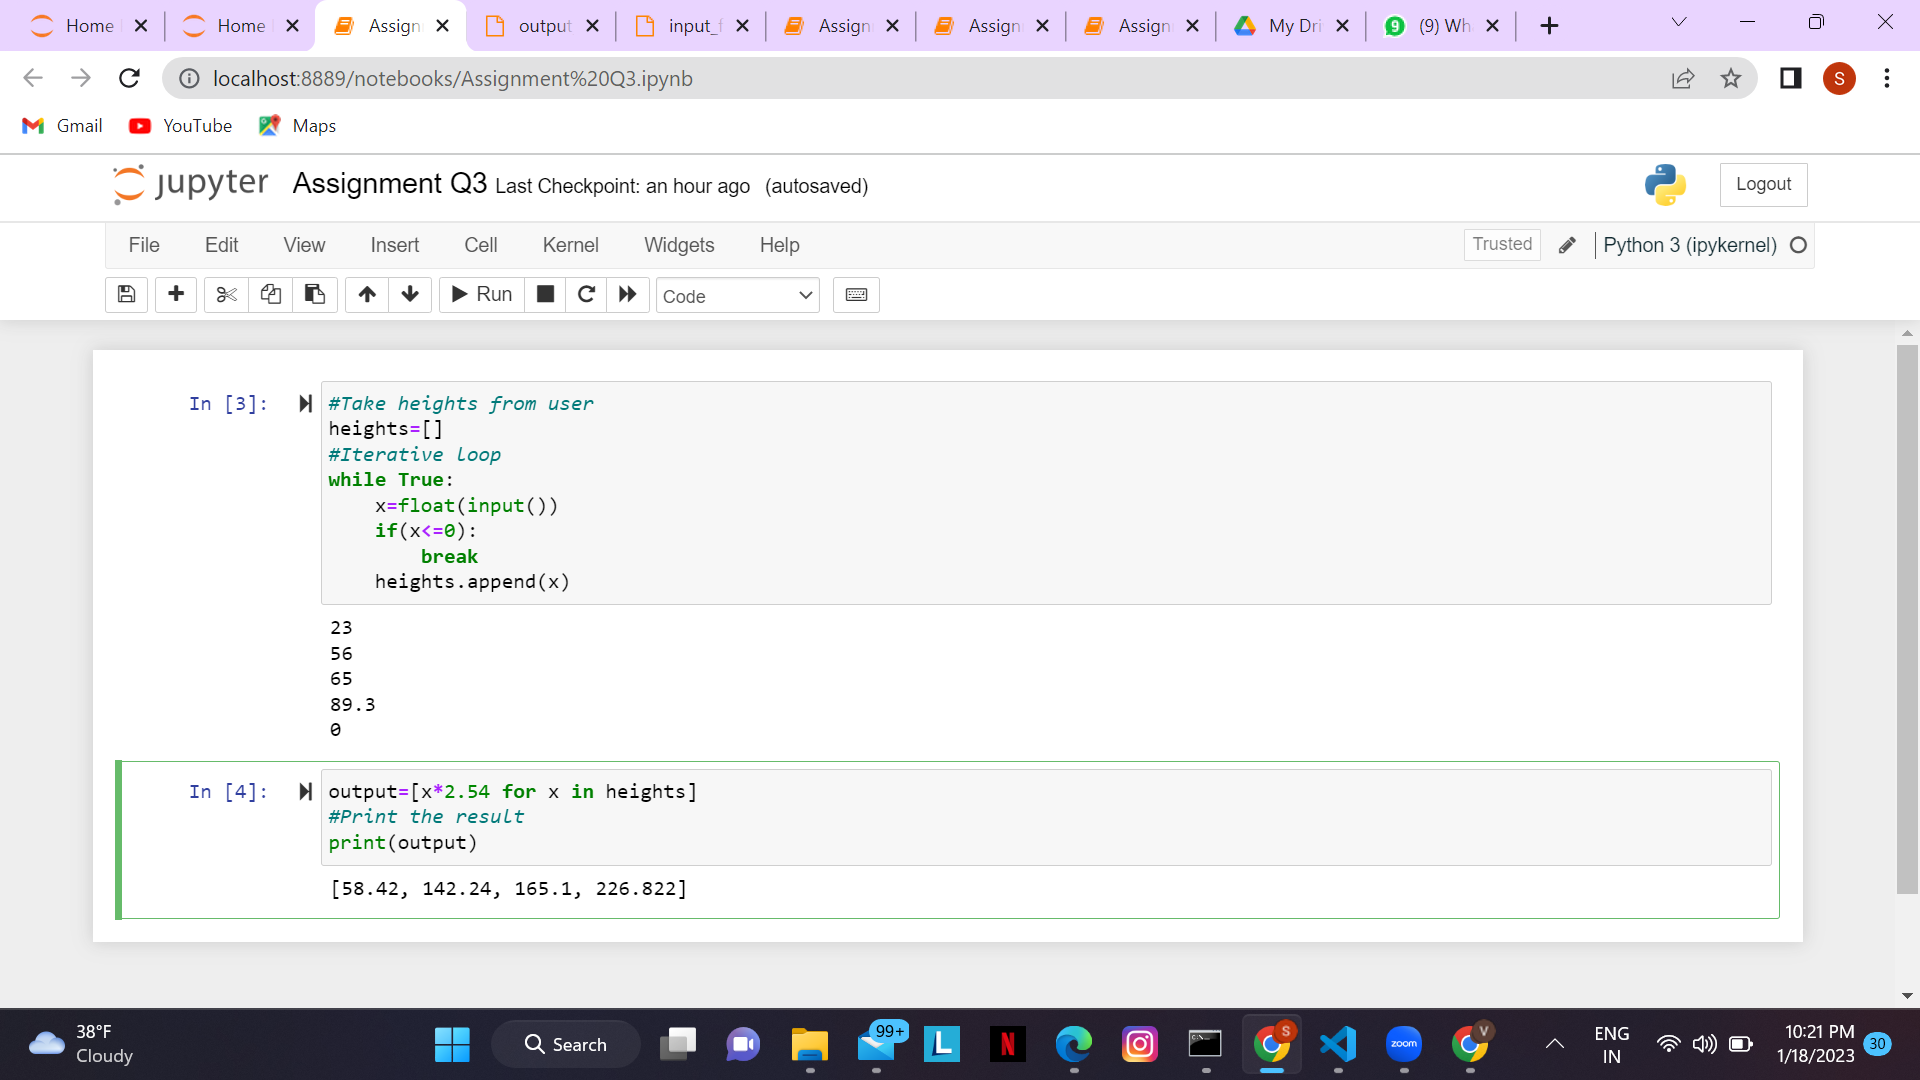 Home
Home
Assign
output
input_f
Assign
Assign
Assign
My Dri
9
(9) Wh
localhost:8889/notebooks/Assignment%20Q3.ipynb
S
Gmail
YouTube
Maps
jupyter
Assignment Q3 Last Checkpoint: an hour ago (autosaved)
Logout
File Edit View Insert Cell Kernel Widgets Help
Trusted
Python 3 (ipykernel)
Run
Code
In [3]:
#Take heights from user
heights=[]
#Iterative loop
while True:
    x=float(input())
    if(x<=0):
        break
    heights.append(x)
23
56
65
89.3
0
In [4]:
output=[x*2.54 for x in heights]
#Print the result
print(output)
[58.42, 142.24, 165.1, 226.822]
38°F
Cloudy
Search
99+
L
N
zoom
S
V
ENG
IN
10:21 PM
1/18/2023
30